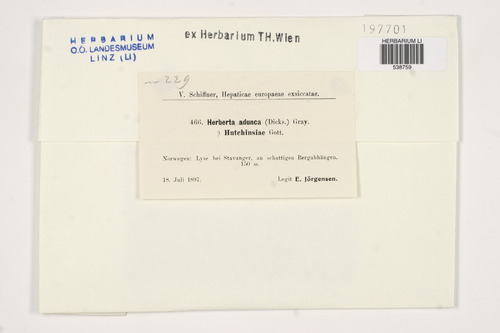 HERBARIUM
O.Ö. LANDESMUSEUM
LINZ (LI)
ex Herbarium TH.Wien
197701
HERBARIUM LI
538759
229
V. Schiffner, Hepaticae europaeae exsiccatae.
466. Herberta adunca (Dicks.) Gray.
Hutchinsiae Gott.
Norwegen: Lyse bei Stavanger, an schattigen Bergabhängen,
150 m.
18. Juli 1897. Legit E. Jörgensen.